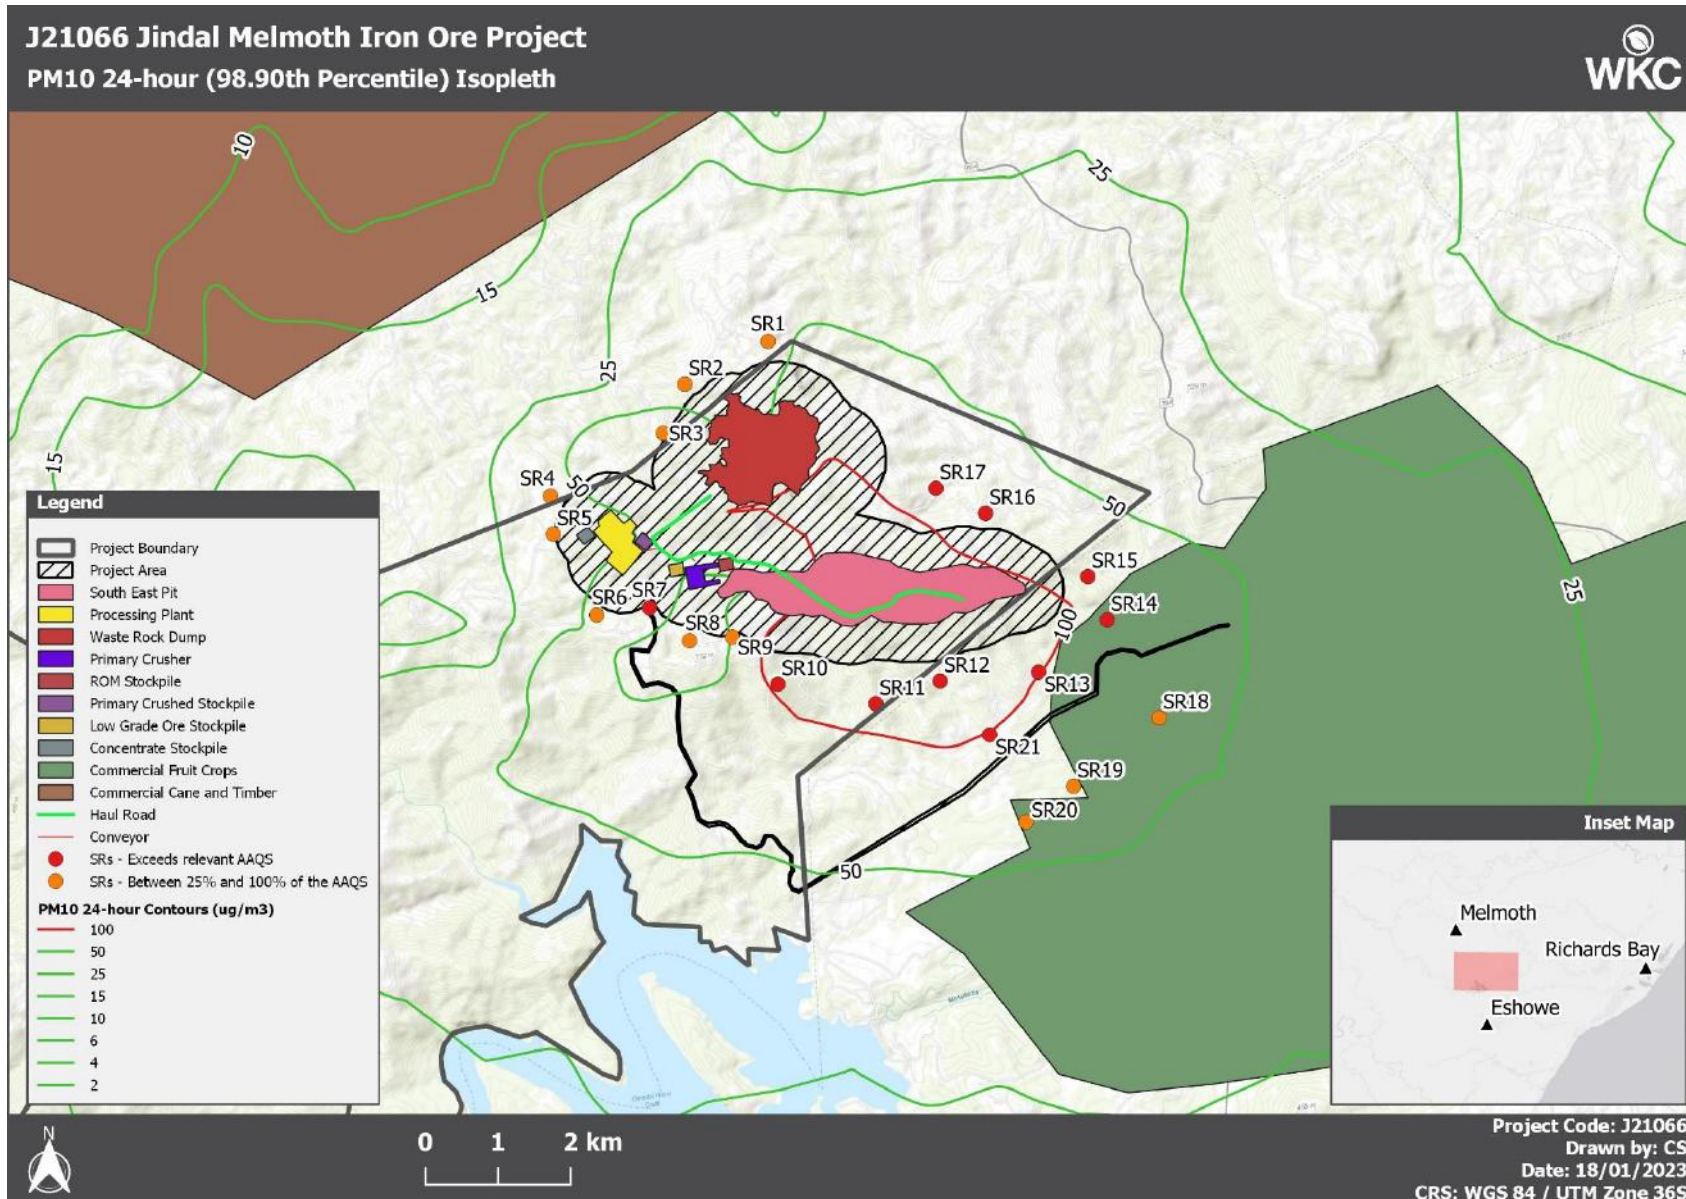 J21066 Jindal Melmoth Iron Ore Project
PM10 24-hour (98.90th Percentile) Isopleth
WKC
10
25
15
25
SR1
SR2
SR3
15
SR4
50
SR17
SR16
50
SR5
SR15
25
SR6
SR7
SR14
SR8
SR9
100
SR10
SR12
SR13
SR11
SR18
SR21
SR19
SR20
50
Legend
Project Boundary
Project Area
South East Pit
Processing Plant
Waste Rock Dump
Primary Crusher
ROM Stockpile
Primary Crushed Stockpile
Low Grade Ore Stockpile
Concentrate Stockpile
Commercial Fruit Crops
Commercial Cane and Timber
Haul Road
Conveyor
SRs - Exceeds relevant AAQS
SRs - Between 25% and 100% of the AAQS
PM10 24-hour Contours (ug/m3)
100
50
25
15
10
6
4
2
Inset Map
Melmoth
Richards Bay
Eshowe
N
0 1 2 km
Project Code: J21066
Drawn by: CS
Date: 18/01/2023
CRS: WGS 84 / UTM Zone 36S